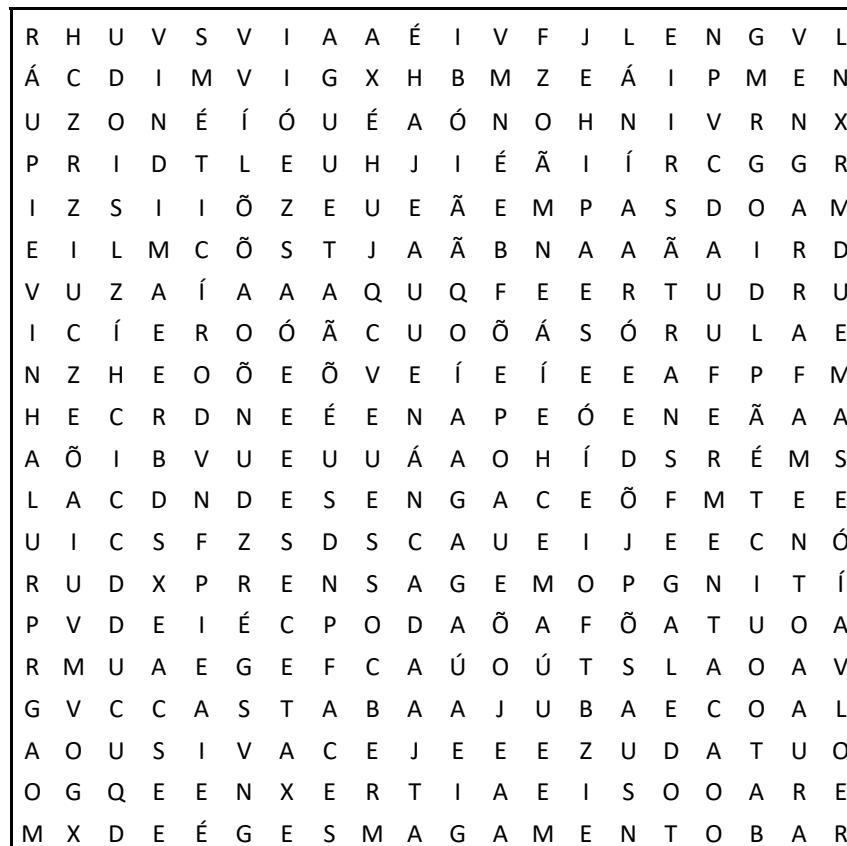 R H U V S V I A A É I V F J L E N G V L
Á C D I M V I G X H B M Z E Á I P M E N
U Z O N É Í Ó U É A Ó N O H N I V R N X
P R I D T L E U H J I É Ã I Í R C G G R
I Z S I I Õ Z E U E Ã E M P A S D O A M
E I L M C Õ S T J A Ã B N A A Ã A I R D
V U Z A Í A A A Q U Q F E E R T U D R U
I C Í E R O Ó Ã C U O Õ Á S Ó R U L A E
N Z H E O Õ E Õ V E Í E Í E E A F P F M
H E C R D N E É E N A P E Ó E N E Ã A A
A Õ I B V U E U U Á A O H Í D S R É M S
L A C D N D E S E N G A C E Õ F M T E E
U I C S F Z S D S C A U E I J E E C N Ó
R U D X P R E N S A G E M O P G N I T Í
P V D E I É C P O D A Õ A F Õ A T U O A
R M U A E G E F C A Ú O Ú T S L A O A V
G V C C A S T A B A A J U B A E C O A L
A O U S I V A C E J E E E Z U D A T U O
O G Q E E N X E R T I A E I S O O A R E
M X D E É G E S M A G A M E N T O B A R